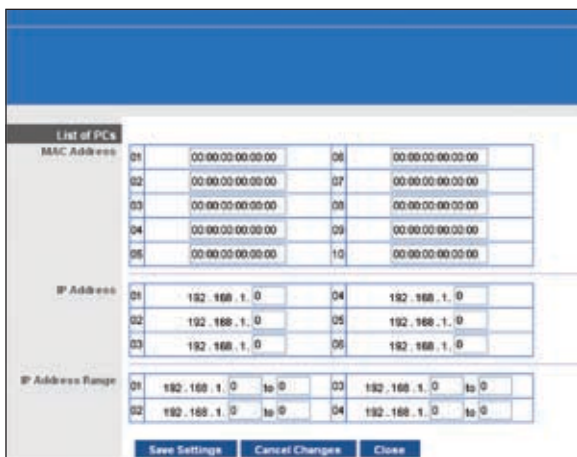 List of PCs
MAC Address
01 00:00:00:00:00:00 06 00:00:00:00:00:00
02 00:00:00:00:00:00 07 00:00:00:00:00:00
03 00:00:00:00:00:00 08 00:00:00:00:00:00
04 00:00:00:00:00:00 09 00:00:00:00:00:00
05 00:00:00:00:00:00 10 00:00:00:00:00:00
IP Address
01 192.168.1. 0 04 192.168.1. 0
02 192.168.1. 0 05 192.168.1. 0
03 192.168.1. 0 06 192.168.1. 0
IP Address Range
01 192.168.1. 0 to 0 03 192.168.1. 0 to 0
02 192.168.1. 0 to 0 04 192.168.1. 0 to 0
Save Settings Cancel Changes Close